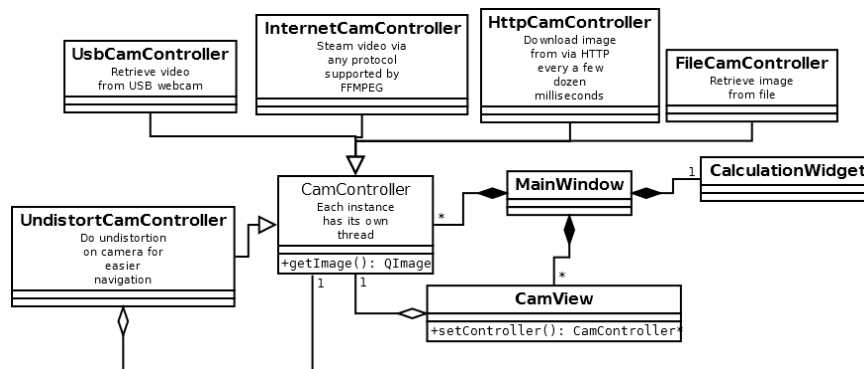 UsbCamController
Retrieve video
from USB webcam
InternetCamController
Steam video via
any protocol
supported by
FFMPEG
HttpCamController
Download image
from via HTTP
every a few
dozen
milliseconds
FileCamController
Retrieve image
from file
CamController
Each instance
has its own
thread
+getImage(): QImage
MainWindow
CalculationWidget
UndistortCamController
Do undistortion
on camera for
easier
navigation
CamView
+setController(): CamController*
*
1
*
1
1